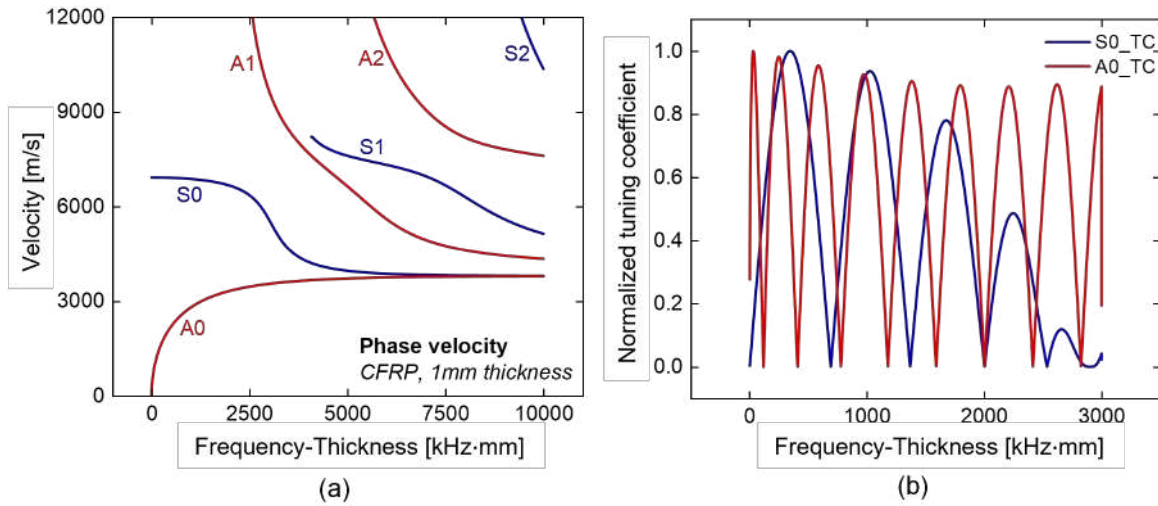 12000
9000
6000
3000
0
Velocity [m/s]
A1
A2
S2
S1
S0
A0
Phase velocity
CFRP, 1mm thickness
0 2500 5000 7500 10000
Frequency-Thickness [kHz·mm]
(a)
S0_TC
A0_TC
1.0
0.8
0.6
0.4
0.2
0.0
Normalized tuning coefficient
0 1000 2000 3000
Frequency-Thickness [kHz·mm]
(b)